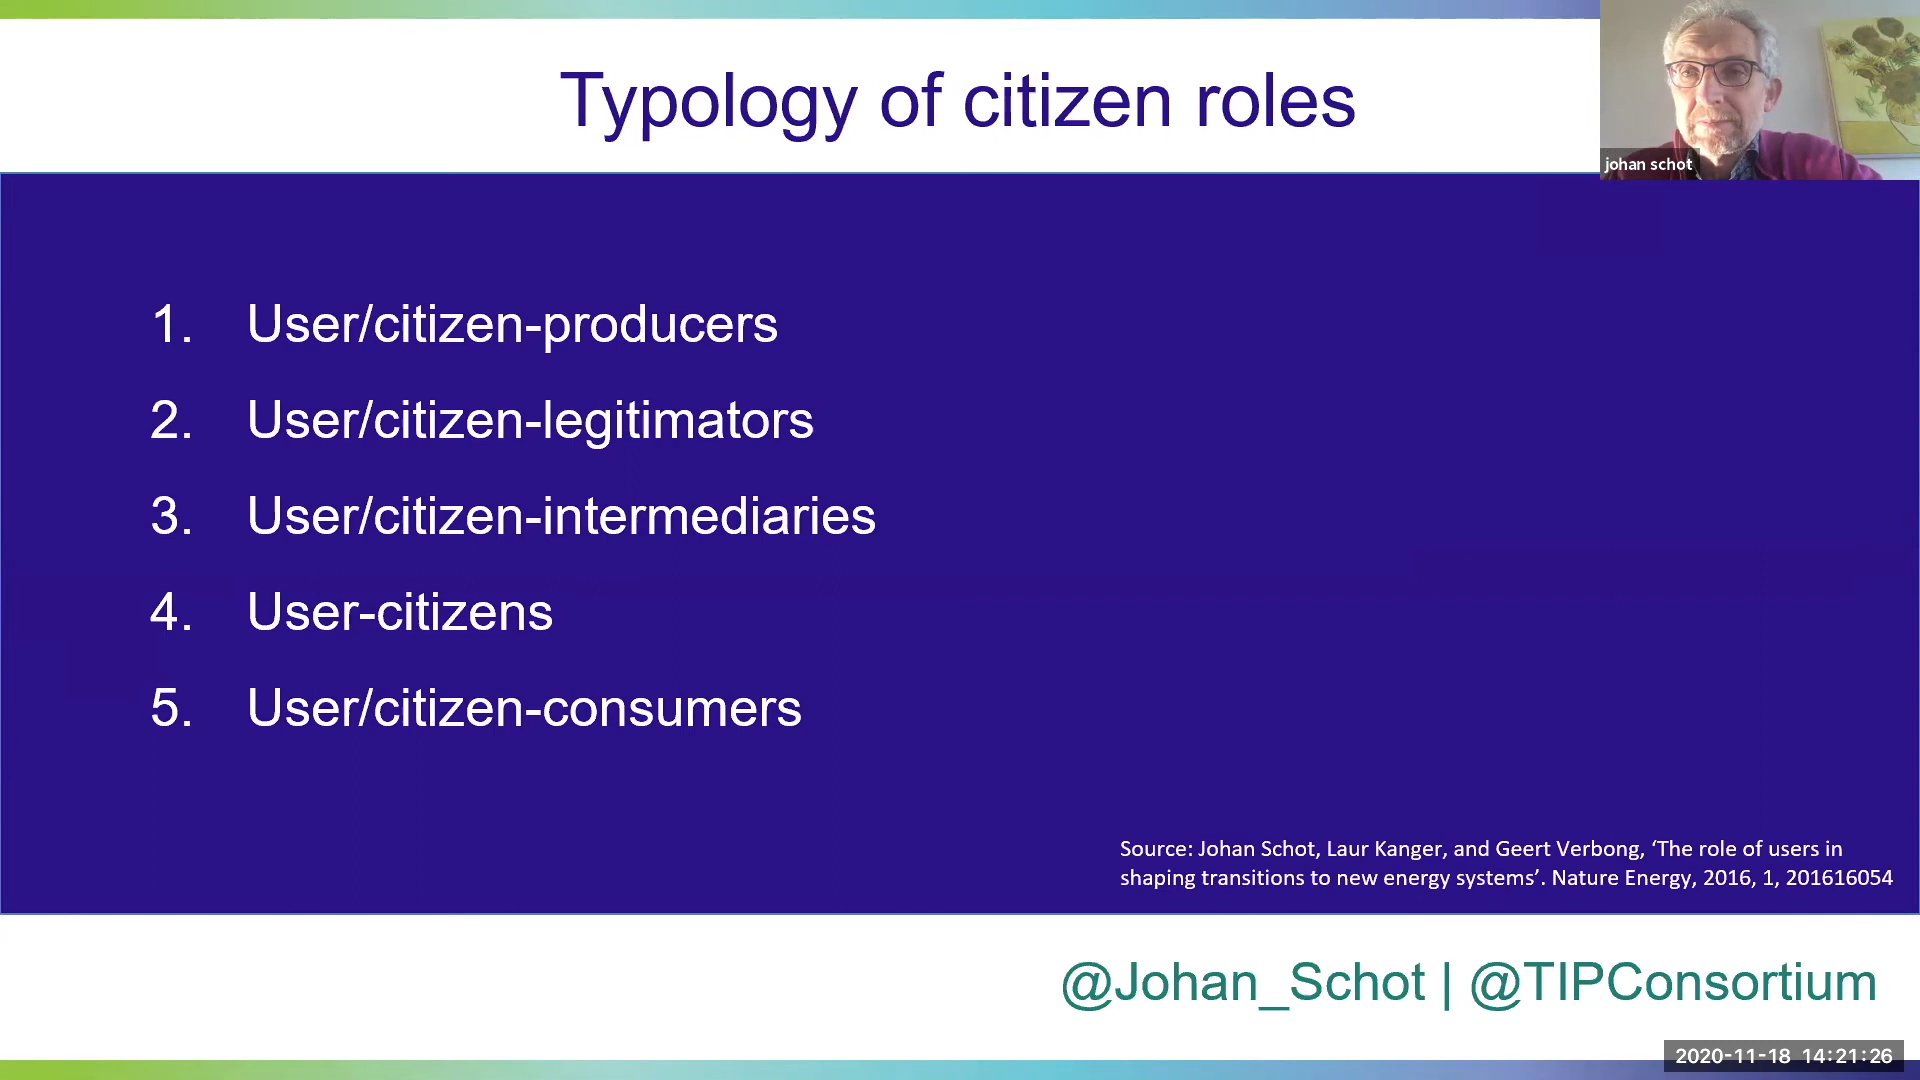 Typology of citizen roles
johan schot
1. User/citizen-producers
2. User/citizen-legitimators
3. User/citizen-intermediaries
4. User-citizens
5. User/citizen-consumers
Source: Johan Schot, Laur Kanger, and Geert Verbong, ‘The role of users in
shaping transitions to new energy systems’. Nature Energy, 2016, 1, 201616054
@Johan_Schot | @TIPConsortium
2020-11-18 14:21:26